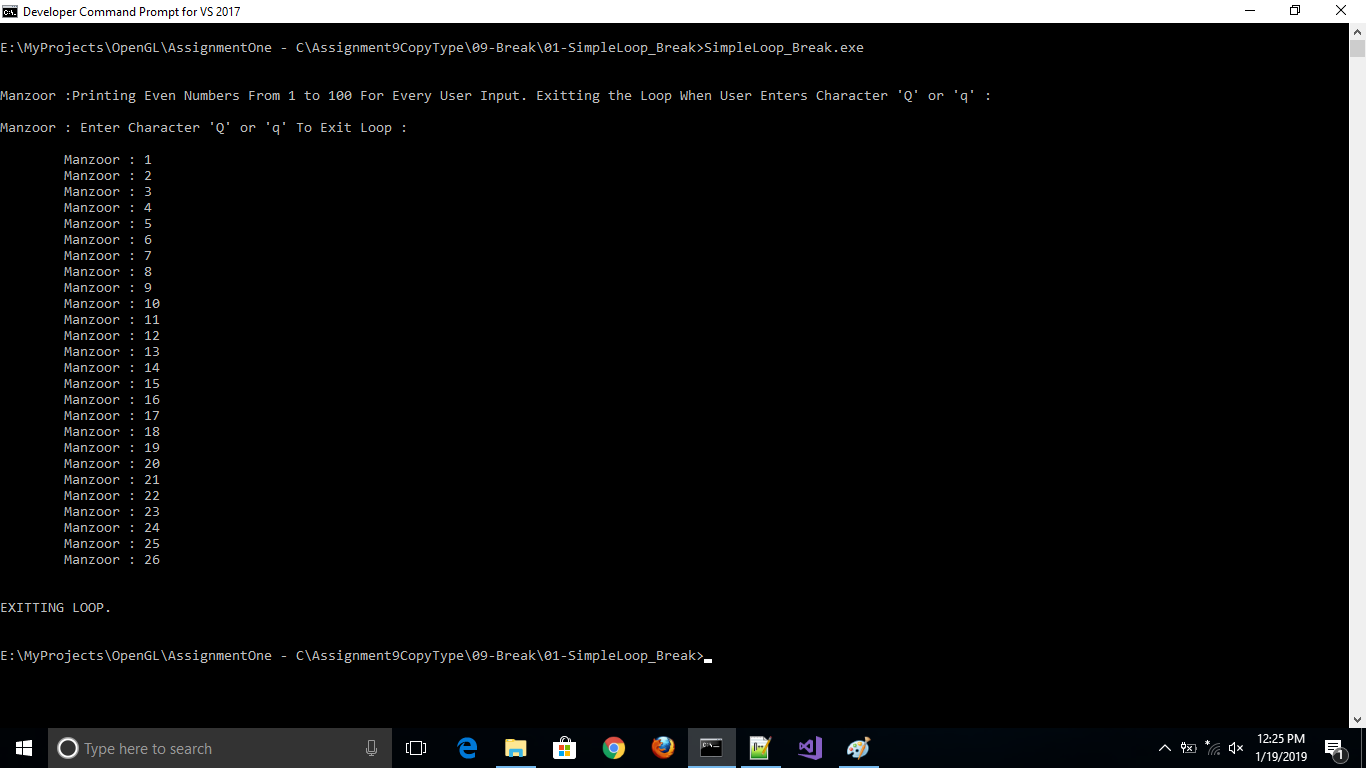 Developer Command Prompt for VS 2017
E:\MyProjects\OpenGL\AssignmentOne - C\Assignment9CopyType\09-Break\01-SimpleLoop_Break>SimpleLoop_Break.exe
Manzoor :Printing Even Numbers From 1 to 100 For Every User Input. Exitting the Loop When User Enters Character 'Q' or 'q' :
Manzoor : Enter Character 'Q' or 'q' To Exit Loop :
Manzoor : 1
Manzoor : 2
Manzoor : 3
Manzoor : 4
Manzoor : 5
Manzoor : 6
Manzoor : 7
Manzoor : 8
Manzoor : 9
Manzoor : 10
Manzoor : 11
Manzoor : 12
Manzoor : 13
Manzoor : 14
Manzoor : 15
Manzoor : 16
Manzoor : 17
Manzoor : 18
Manzoor : 19
Manzoor : 20
Manzoor : 21
Manzoor : 22
Manzoor : 23
Manzoor : 24
Manzoor : 25
Manzoor : 26
EXITTING LOOP.
E:\MyProjects\OpenGL\AssignmentOne - C\Assignment9CopyType\09-Break\01-SimpleLoop_Break>
Type here to search
12:25 PM
1/19/2019
1